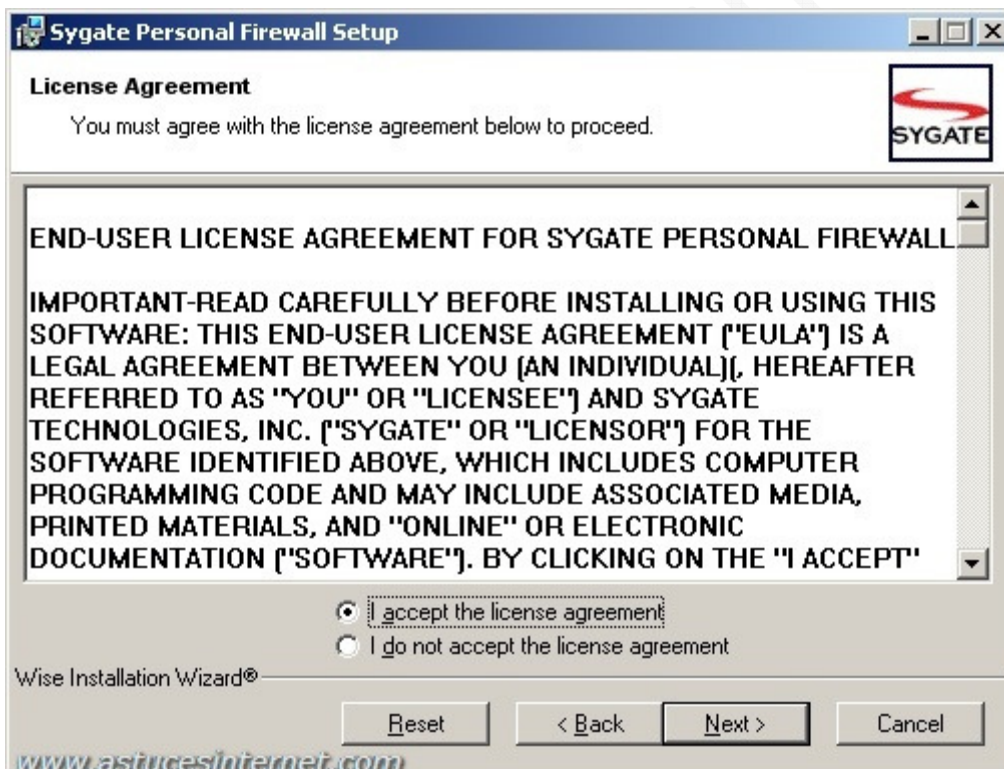 Sygate Personal Firewall Setup
License Agreement
You must agree with the license agreement below to proceed.
SYGATE
END-USER LICENSE AGREEMENT FOR SYGATE PERSONAL FIREWALL
IMPORTANT-READ CAREFULLY BEFORE INSTALLING OR USING THIS
SOFTWARE: THIS END-USER LICENSE AGREEMENT ("EULA") IS A
LEGAL AGREEMENT BETWEEN YOU (AN INDIVIDUAL)(, HEREAFTER
REFERRED TO AS "YOU" OR "LICENSEE") AND SYGATE
TECHNOLOGIES, INC. ("SYGATE" OR "LICENSOR") FOR THE
SOFTWARE IDENTIFIED ABOVE, WHICH INCLUDES COMPUTER
PROGRAMMING CODE AND MAY INCLUDE ASSOCIATED MEDIA,
PRINTED MATERIALS, AND "ONLINE" OR ELECTRONIC
DOCUMENTATION ("SOFTWARE"). BY CLICKING ON THE "I ACCEPT"
I accept the license agreement
I do not accept the license agreement
Wise Installation Wizard®
Reset < Back Next > Cancel
www.astucesinternet.com